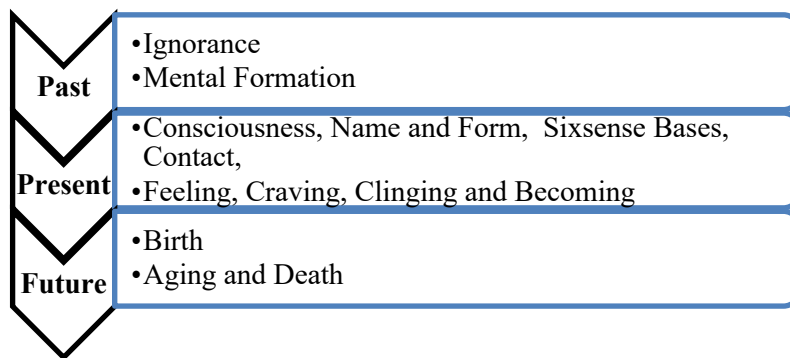 Past
•Ignorance
•Mental Formation
Present
•Consciousness, Name and Form, Sixsense Bases,
Contact,
•Feeling, Craving, Clinging and Becoming
Future
•Birth
•Aging and Death